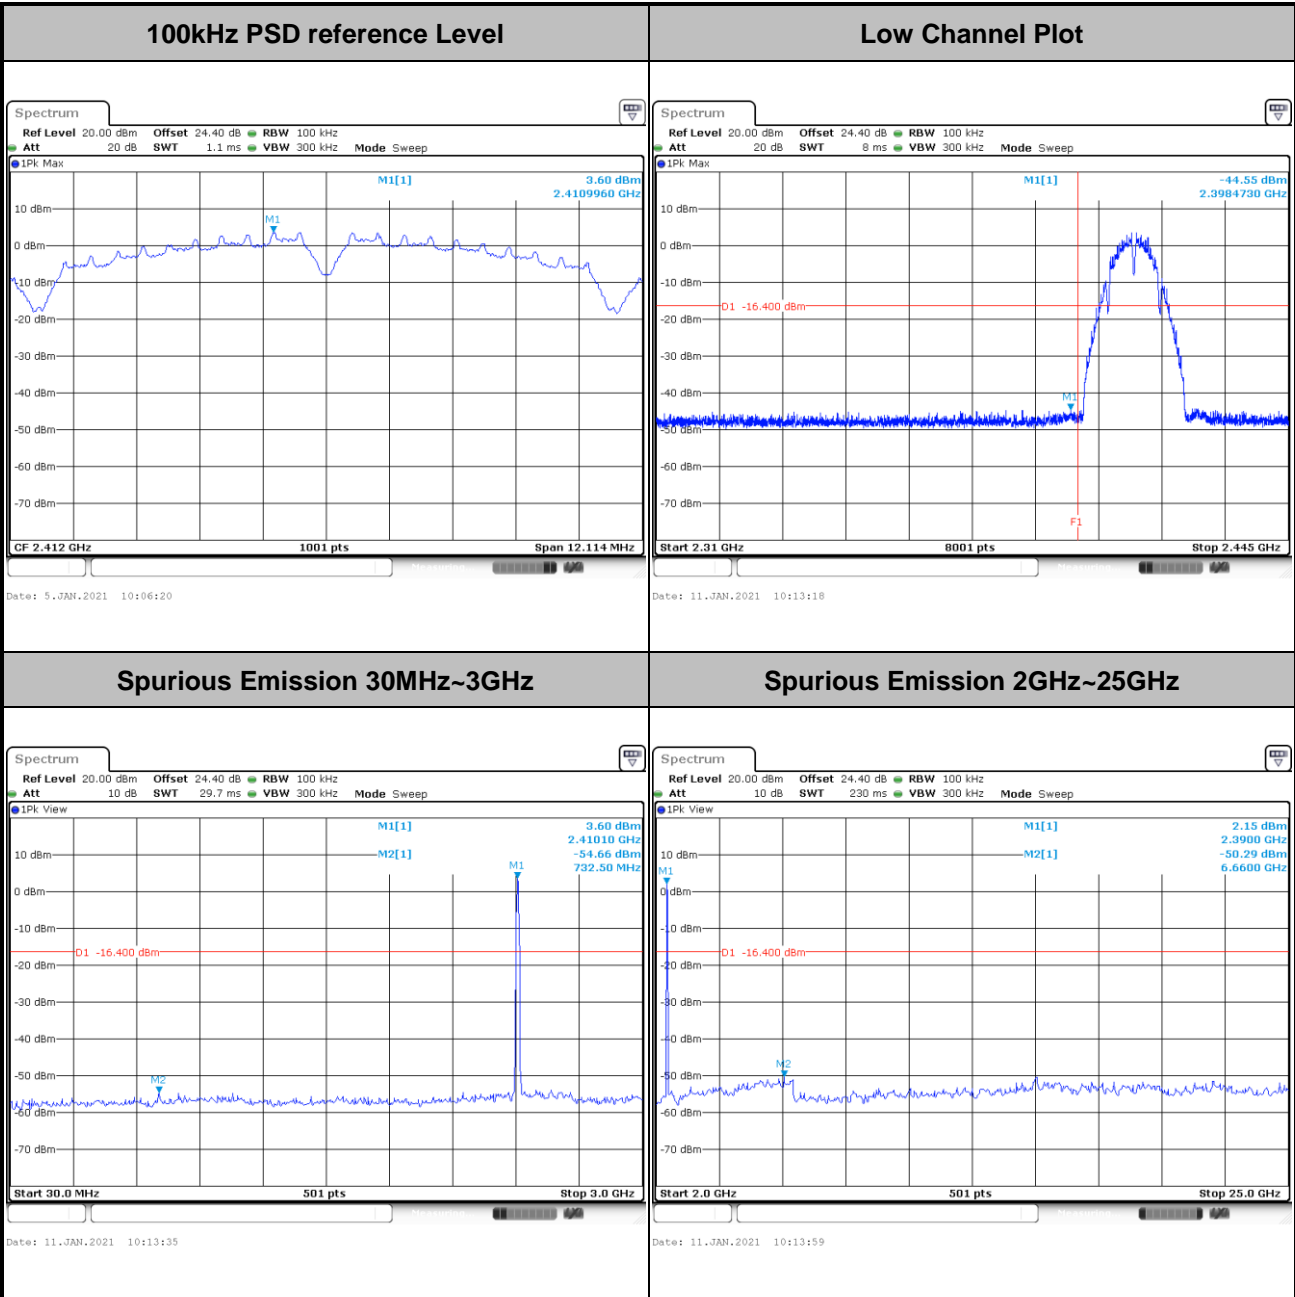 100kHz PSD reference Level
Spectrum
Ref Level 20.00 dBm Offset 24.40 dB RBW 100 kHz
Att 20 dB SWT 1.1 ms VBW 300 kHz Mode Sweep
1Pk Max
M1[1] 3.60 dBm
2.4109960 GHz
10 dBm
M1
0 dBm
-10 dBm
-20 dBm
-30 dBm
-40 dBm
-50 dBm
-60 dBm
-70 dBm
CF 2.412 GHz 1001 pts Span 12.114 MHz
Measuring
Date: 5.JAN.2021 10:06:20
Low Channel Plot
Spectrum
Ref Level 20.00 dBm Offset 24.40 dB RBW 100 kHz
Att 20 dB SWT 8 ms VBW 300 kHz Mode Sweep
1Pk Max
M1[1] -44.55 dBm
2.3984730 GHz
10 dBm
0 dBm
-10 dBm
D1 -16.400 dBm
-20 dBm
-30 dBm
-40 dBm
M1
-50 dBm
-60 dBm
-70 dBm
F1
Start 2.31 GHz 8001 pts Stop 2.445 GHz
Measuring
Date: 11.JAN.2021 10:13:18
Spurious Emission 30MHz~3GHz
Spectrum
Ref Level 20.00 dBm Offset 24.40 dB RBW 100 kHz
Att 10 dB SWT 29.7 ms VBW 300 kHz Mode Sweep
1Pk View
M1[1] 3.60 dBm
2.41010 GHz
10 dBm M2[1] -54.66 dBm
M1 732.50 MHz
0 dBm
-10 dBm
D1 -16.400 dBm
-20 dBm
-30 dBm
-40 dBm
-50 dBm
M2
-60 dBm
-70 dBm
Start 30.0 MHz 501 pts Stop 3.0 GHz
Measuring
Date: 11.JAN.2021 10:13:35
Spurious Emission 2GHz~25GHz
Spectrum
Ref Level 20.00 dBm Offset 24.40 dB RBW 100 kHz
Att 10 dB SWT 230 ms VBW 300 kHz Mode Sweep
1Pk View
M1[1] 2.15 dBm
2.3900 GHz
10 dBm M2[1] -50.29 dBm
M1 6.6600 GHz
0 dBm
-10 dBm
D1 -16.400 dBm
-20 dBm
-30 dBm
-40 dBm
M2
-50 dBm
-60 dBm
-70 dBm
Start 2.0 GHz 501 pts Stop 25.0 GHz
Measuring
Date: 11.JAN.2021 10:13:59